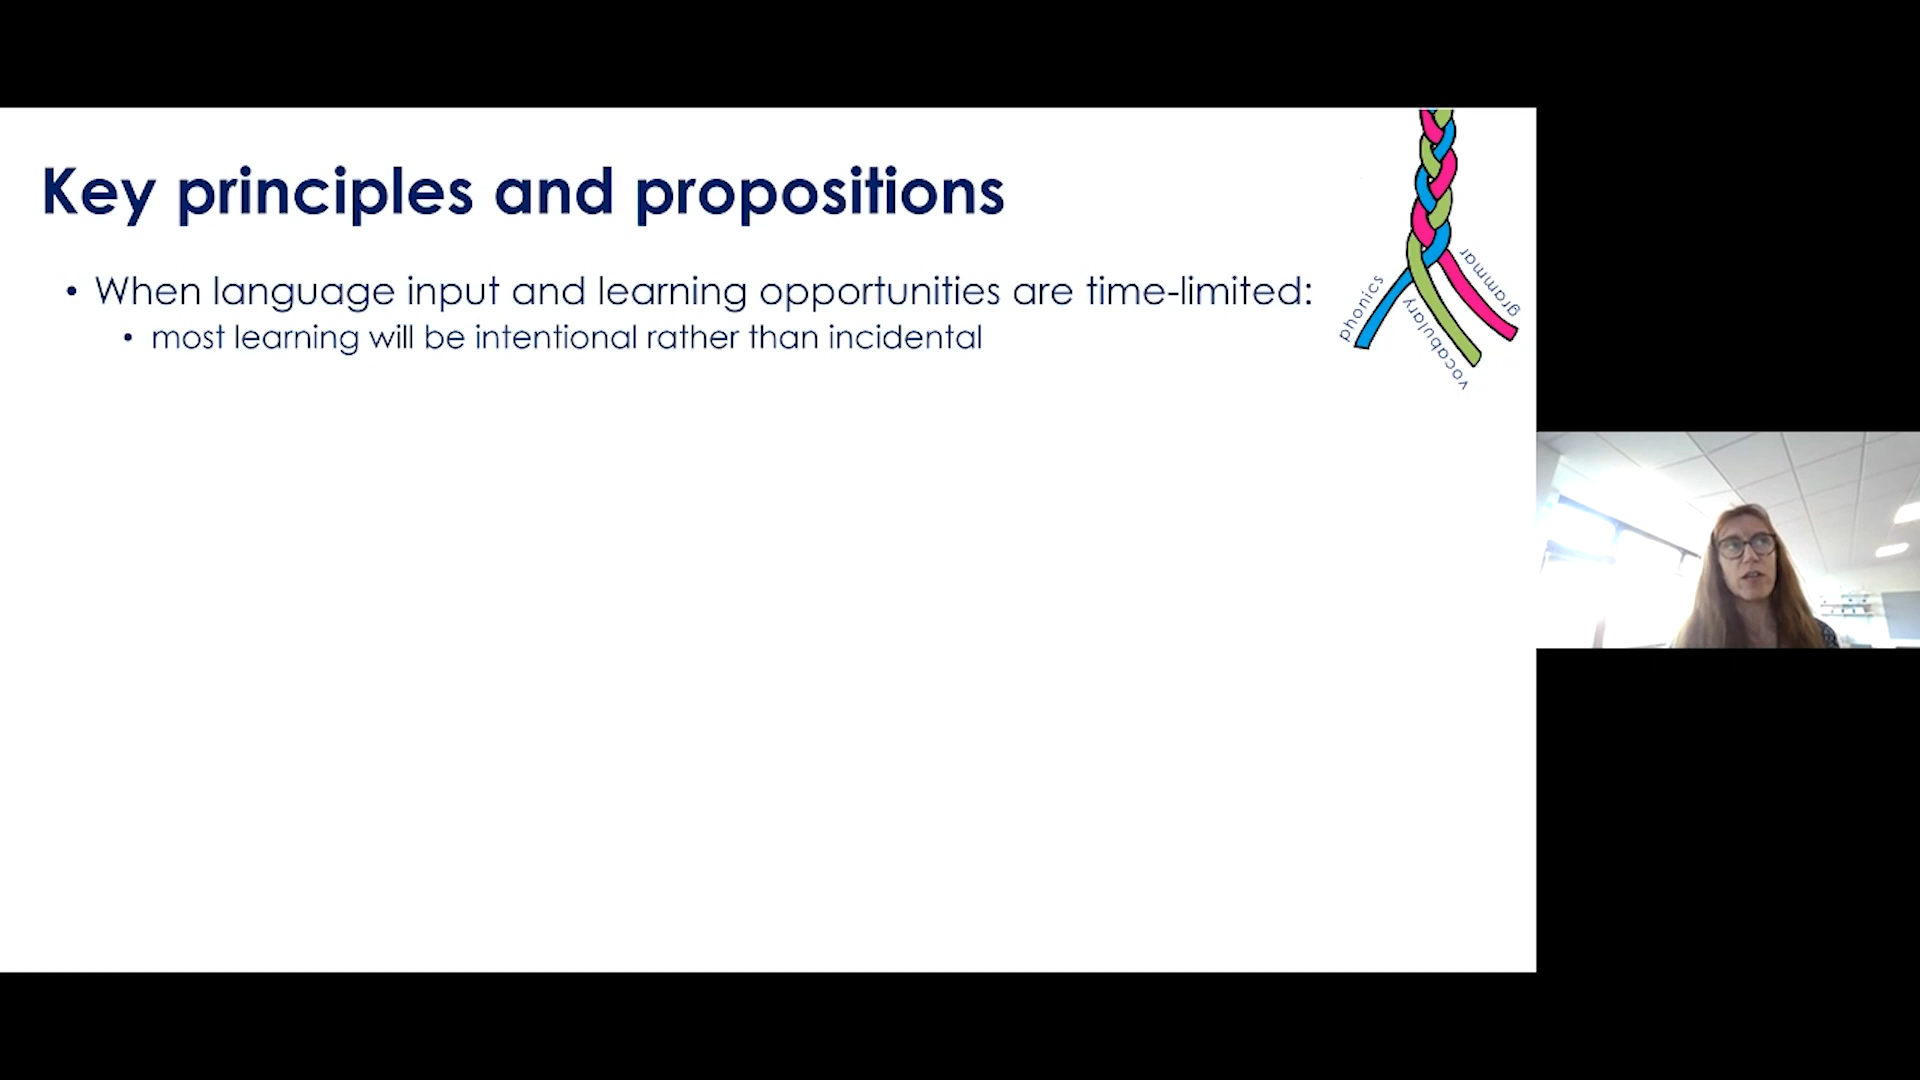 Key principles and propositions
• When language input and learning opportunities are time-limited:
• most learning will be intentional rather than incidental
phonics
vocabulary
grammar